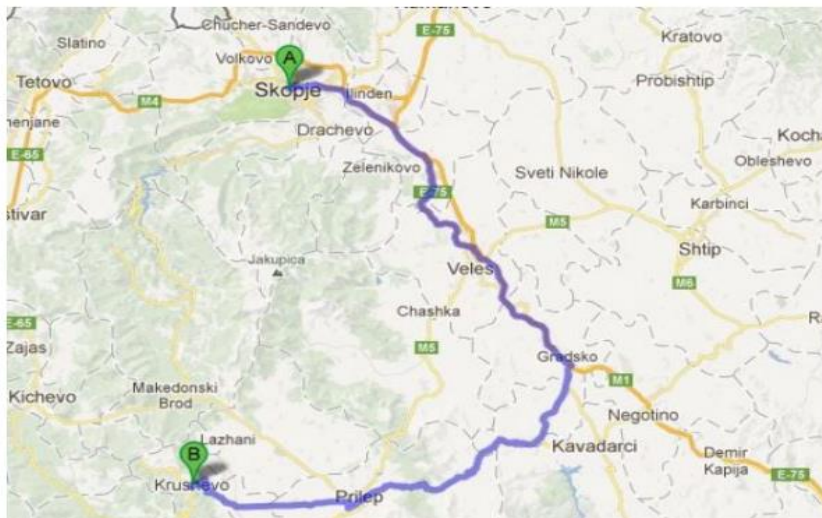 Chucher-Sandevo
E-75
Slatino
Volkovo
A
Kratovo
Tetovo
Skopje
Ilinden
Probishtip
M4
Drachevo
E-65
Zelenikovo
Sveti Nikole
Obleshevo
E-75
Karbinci
M5
Shtip
Jakupica
Veles
M6
Chashka
E-65
Zajas
M5
Gradsko
M1
Makedonski
Brod
Kichevo
Negotino
Lazhani
Kavadarci
B
Demir
Kapija
Krushevo
Prilep
E-75